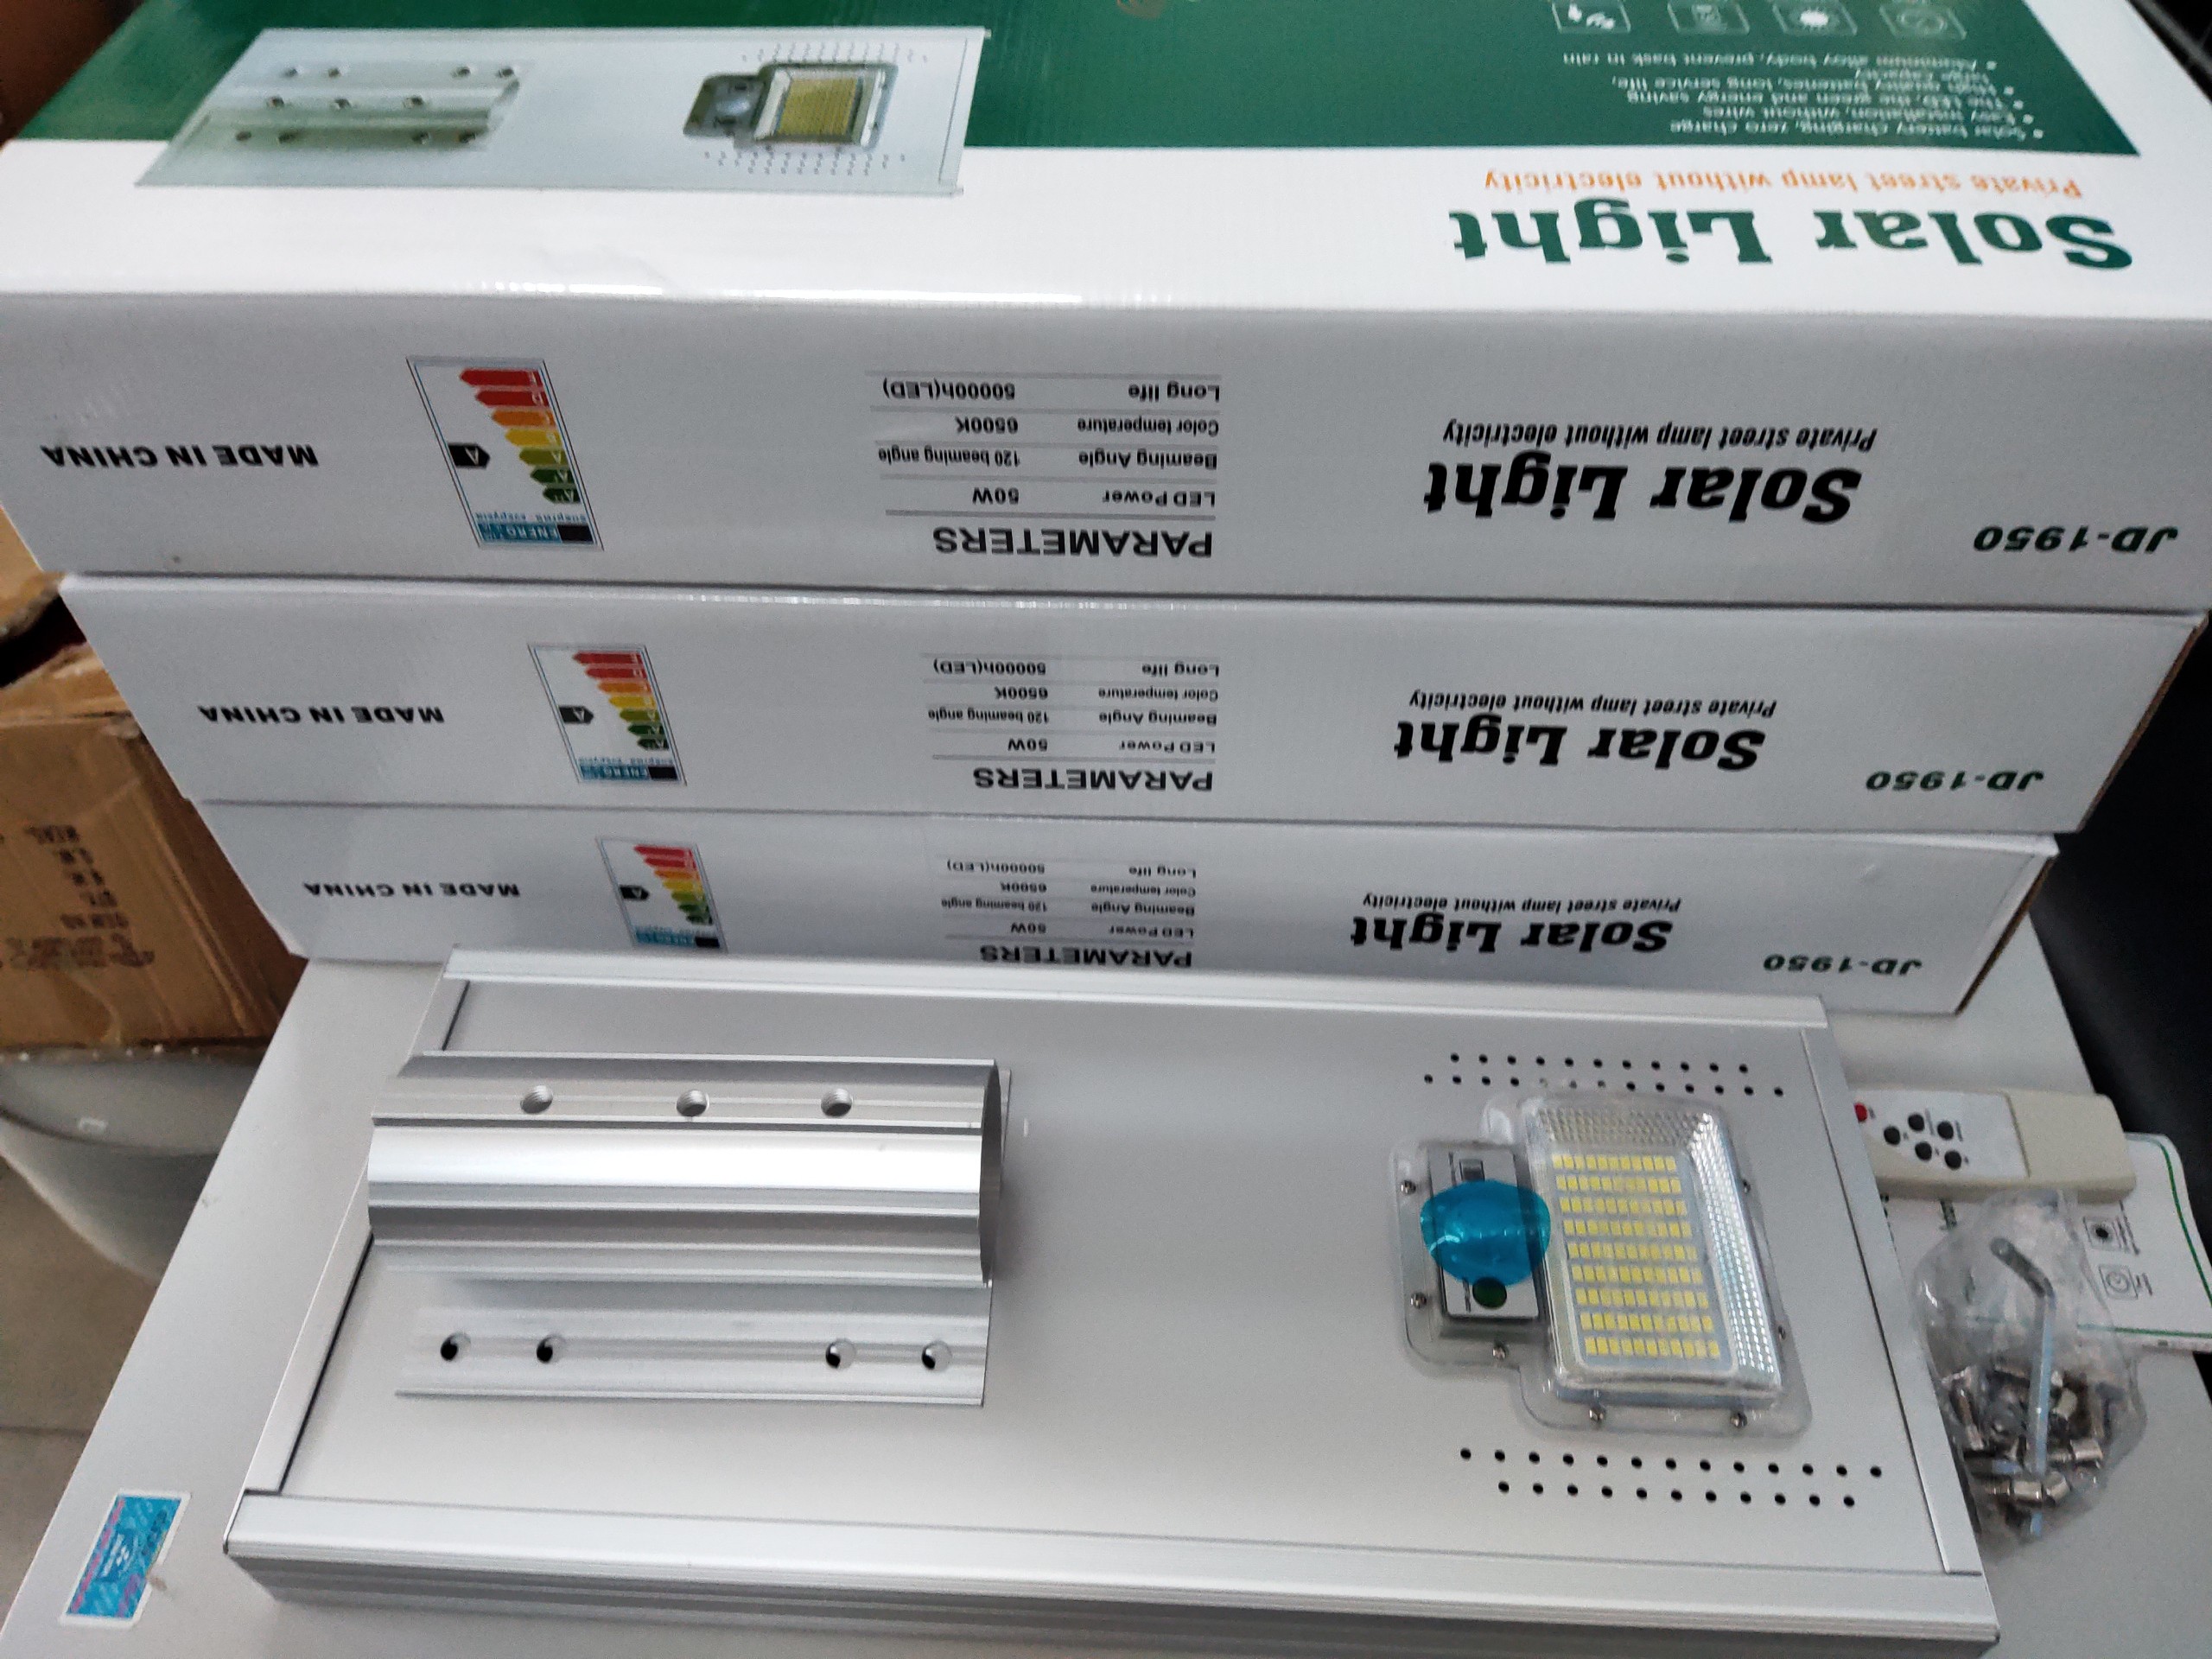 Solar Light
Private street lamp without electricity
• Solar battery charging, zero charge
• Easy installation, without wires
• The LED, the green and energy saving
• High quality batteries, long service life,
large capacity
• Aluminum alloy body, prevent bask in rain
JD-1950
Solar Light
Private street lamp without electricity
PARAMETERS
LED Power 50W
Beaming Angle 120 beaming angle
Color temperature 6500K
Long life 50000h(LED)
ENERG
A
MADE IN CHINA
JD-1950
Solar Light
Private street lamp without electricity
PARAMETERS
LED Power 50W
Beaming Angle 120 beaming angle
Color temperature 6500K
Long life 50000h(LED)
ENERG
A
MADE IN CHINA
JD-1950
Solar Light
Private street lamp without electricity
PARAMETERS
LED Power 50W
Beaming Angle 120 beaming angle
Color temperature 6500K
Long life 50000h(LED)
A
MADE IN CHINA